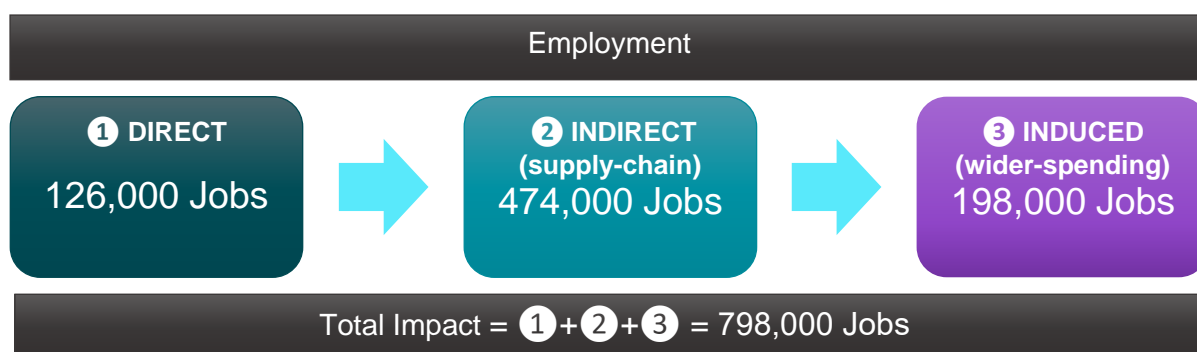 Employment
❶ DIRECT
126,000 Jobs
❷ INDIRECT
(supply-chain)
474,000 Jobs
❸ INDUCED
(wider-spending)
198,000 Jobs
Total Impact = ❶+❷+❸ = 798,000 Jobs